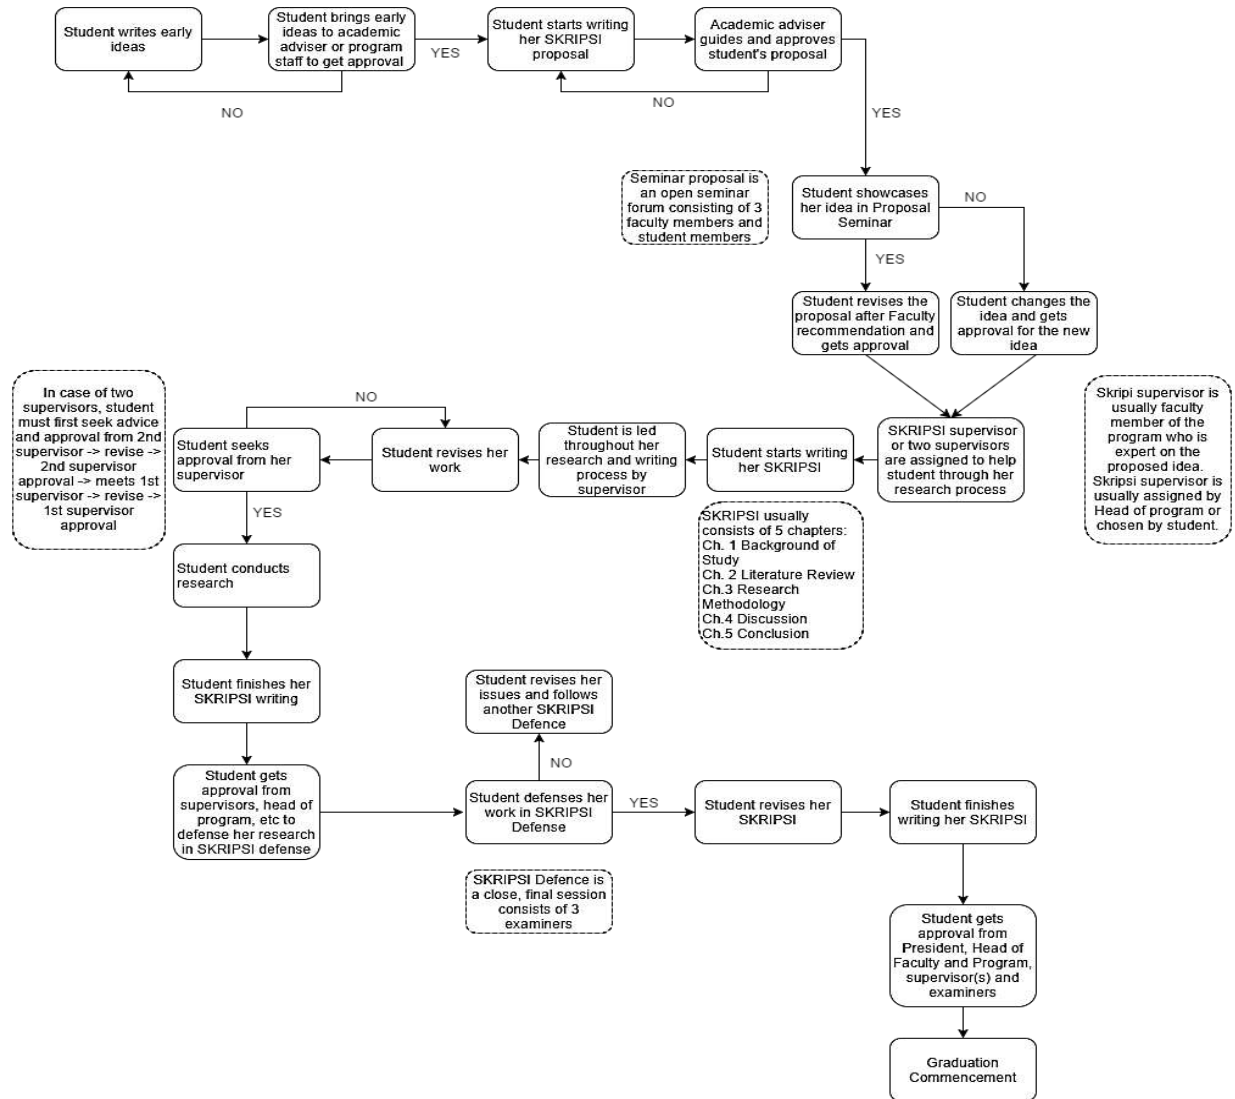 Student writes early
ideas
Student brings early
ideas to academic
adviser or program
staff to get approval
YES
NO
Student starts writing
her SKRIPSI
proposal
Academic adviser
guides and approves
student's proposal
NO
YES
Seminar proposal is
an open seminar
forum consisting of 3
faculty members and
student members
Student showcases
her idea in Proposal
Seminar
NO
YES
Student revises the
proposal after Faculty
recommendation and
gets approval
Student changes the
idea and gets
approval for the new
idea
Skripi supervisor is
usually faculty
member of the
program who is
expert on the
proposed idea.
Skripsi supervisor is
usually assigned by
Head of program or
chosen by student.
SKRIPSI supervisor
or two supervisors
are assigned to help
student through her
research process
Student starts writing
her SKRIPSI
SKRIPSI usually
consists of 5 chapters:
Ch. 1 Background of
Study
Ch. 2 Literature Review
Ch.3 Research
Methodology
Ch.4 Discussion
Ch.5 Conclusion
Student is led
throughout her
research and writing
process by
supervisor
Student revises her
work
NO
Student seeks
approval from her
supervisor
In case of two
supervisors, student
must first seek advice
and approval from 2nd
supervisor -> revise ->
2nd supervisor
approval -> meets 1st
supervisor -> revise ->
1st supervisor
approval
YES
Student conducts
research
Student finishes her
SKRIPSI writing
Student gets
approval from
supervisors, head of
program, etc to
defense her research
in SKRIPSI defense
Student revises her
issues and follows
another SKRIPSI
Defence
NO
Student defenses her
work in SKRIPSI
Defense
YES
SKRIPSI Defence is
a close, final session
consists of 3
examiners
Student revises her
SKRIPSI
Student finishes
writing her SKRIPSI
Student gets
approval from
President, Head of
Faculty and Program,
supervisor(s) and
examiners
Graduation
Commencement